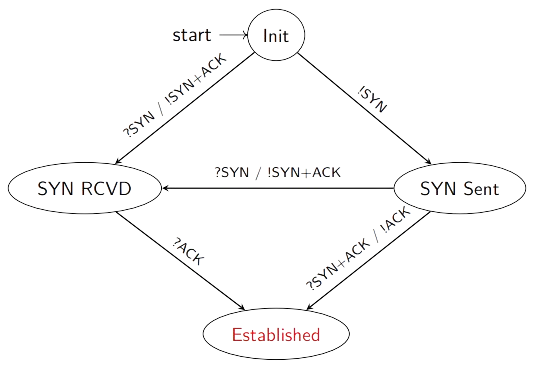 start
Init
?SYN / !SYN+ACK
!SYN
SYN RCVD
?SYN / !SYN+ACK
SYN Sent
?ACK
?SYN+ACK / !ACK
Established